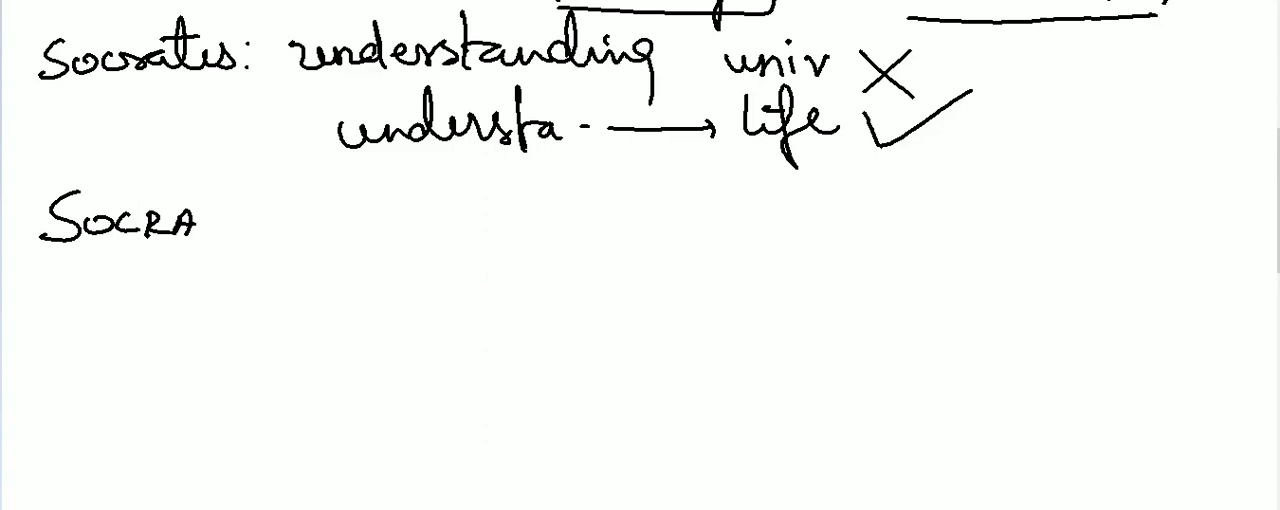 Socrates: understanding univ ×
understa - → life ✓
SOCRA